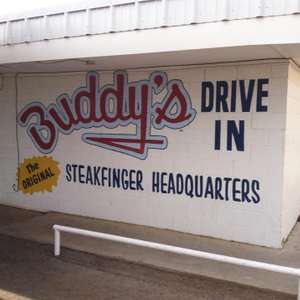 Buddy's DRIVE
IN
The
ORIGINAL
STEAKFINGER HEADQUARTERS